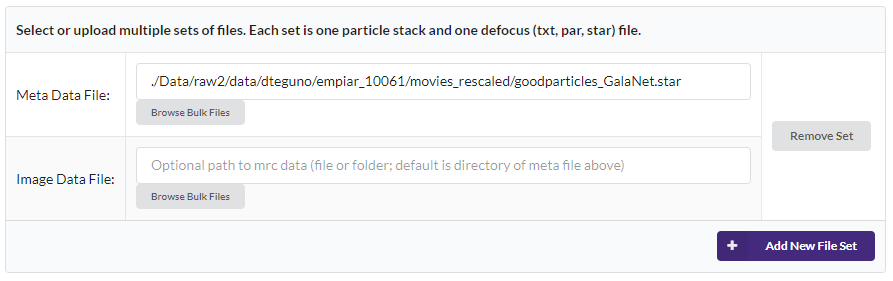 Select or upload multiple sets of files. Each set is one particle stack and one defocus (txt, par, star) file.
Meta Data File:
./Data/raw2/data/dteguno/empiar_10061/movies_rescaled/goodparticles_GalaNet.star
Browse Bulk Files
Remove Set
Image Data File:
Optional path to mrc data (file or folder; default is directory of meta file above)
Browse Bulk Files
+ Add New File Set